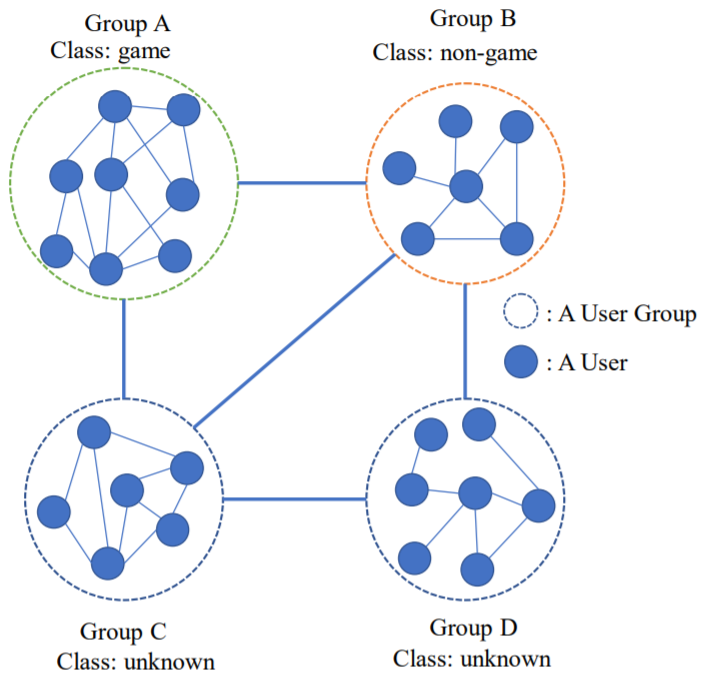 Group A
Class: game
Group B
Class: non-game
: A User Group
: A User
Group C
Class: unknown
Group D
Class: unknown